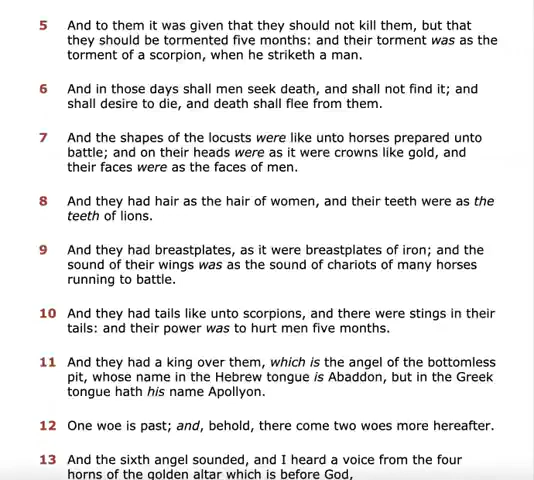 5 And to them it was given that they should not kill them, but that
they should be tormented five months: and their torment was as the
torment of a scorpion, when he striketh a man.
6 And in those days shall men seek death, and shall not find it; and
shall desire to die, and death shall flee from them.
7 And the shapes of the locusts were like unto horses prepared unto
battle; and on their heads were as it were crowns like gold, and
their faces were as the faces of men.
8 And they had hair as the hair of women, and their teeth were as the
teeth of lions.
9 And they had breastplates, as it were breastplates of iron; and the
sound of their wings was as the sound of chariots of many horses
running to battle.
10 And they had tails like unto scorpions, and there were stings in their
tails: and their power was to hurt men five months.
11 And they had a king over them, which is the angel of the bottomless
pit, whose name in the Hebrew tongue is Abaddon, but in the Greek
tongue hath his name Apollyon.
12 One woe is past; and, behold, there come two woes more hereafter.
13 And the sixth angel sounded, and I heard a voice from the four
horns of the golden altar which is before God,